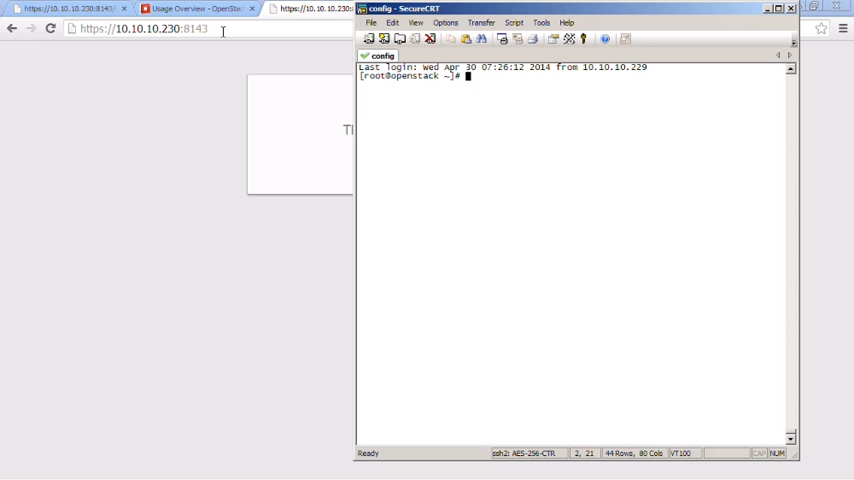 https://10.10.10.230:8143/
Usage Overview - OpenStac
https://10.10.10.230:
https://10.10.10.230:8143
config - SecureCRT
File Edit View Options Transfer Script Tools Help
config
Last login: Wed Apr 30 07:26:12 2014 from 10.10.10.229
[root@openstack ~]#
Ready ssh2: AES-256-CTR 2, 21 44 Rows, 80 Cols VT100 CAP NUM